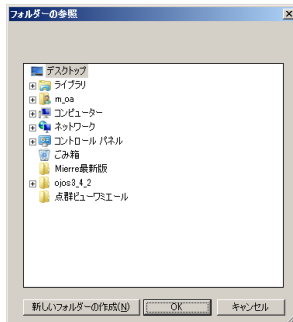 フォルダーの参照
デスクトップ
ライブラリ
m_oa
コンピューター
ネットワーク
コントロール パネル
ごみ箱
Mierre最新版
ojos3_4_2
点群ビューワミエール
新しいフォルダーの作成(N)
OK
キャンセル